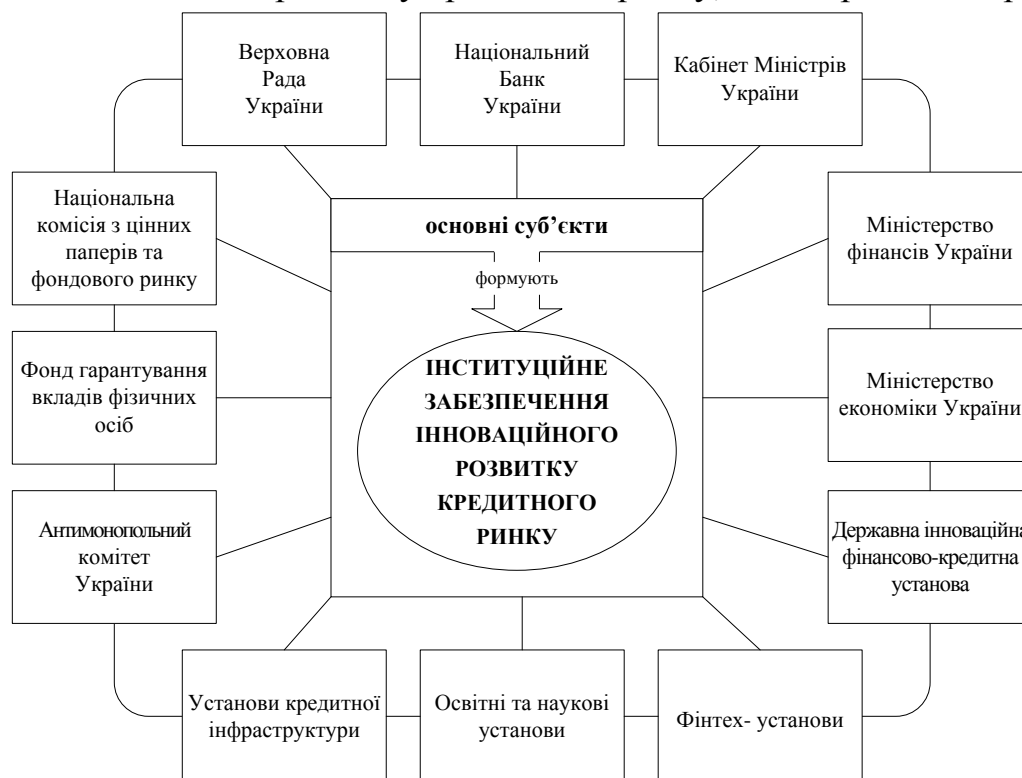 Верховна
Рада
України
Національний
Банк
України
Кабінет Міністрів
України
Національна
комісія з цінних
паперів та
фондового ринку
основні суб’єкти
Міністерство
фінансів України
формують
Фонд гарантування
вкладів фізичних
осіб
ІНСТИТУЦІЙНЕ
ЗАБЕЗПЕЧЕННЯ
ІННОВАЦІЙНОГО
РОЗВИТКУ
КРЕДИТНОГО
РИНКУ
Міністерство
економіки України
Антимонопольний
комітет
України
Державна інноваційна
фінансово-кредитна
установа
Установи кредитної
інфраструктури
Освітні та наукові
установи
Фінтех- установи